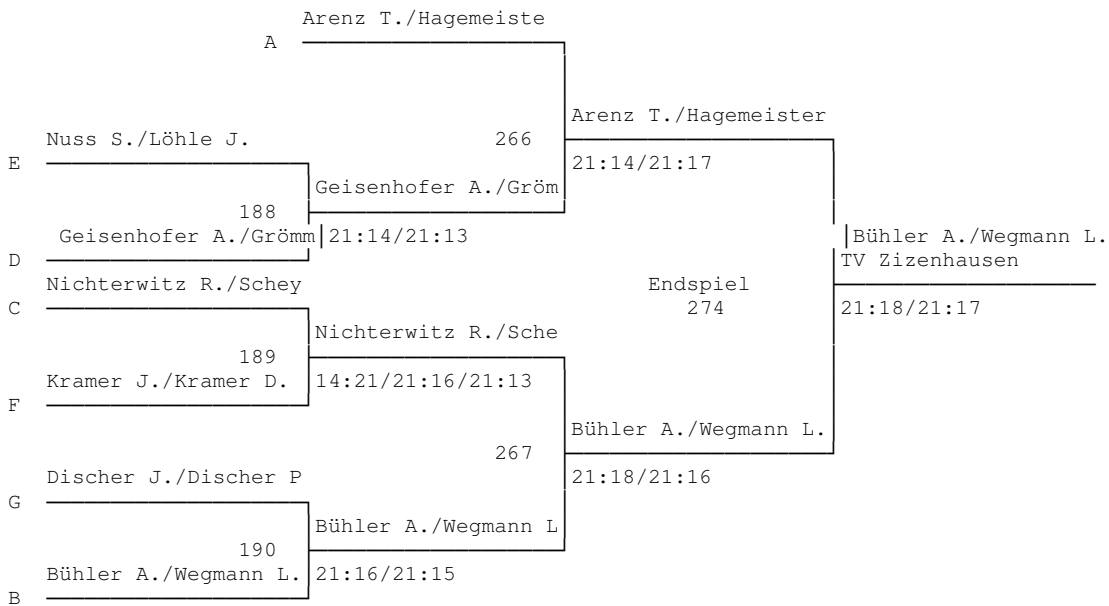 Arenz T./Hagemeiste
A
Arenz T./Hagemeister
Nuss S./Löhle J.
266
E
21:14/21:17
Geisenhofer A./Gröm
188
Geisenhofer A./Grömm
21:14/21:13
Bühler A./Wegmann L.
D
TV Zizenhausen
Nichterwitz R./Schey
Endspiel
C
274
21:18/21:17
Nichterwitz R./Sche
189
Kramer J./Kramer D.
14:21/21:16/21:13
F
Bühler A./Wegmann L.
267
Discher J./Discher P
21:18/21:16
G
Bühler A./Wegmann L
190
Bühler A./Wegmann L.
21:16/21:15
B